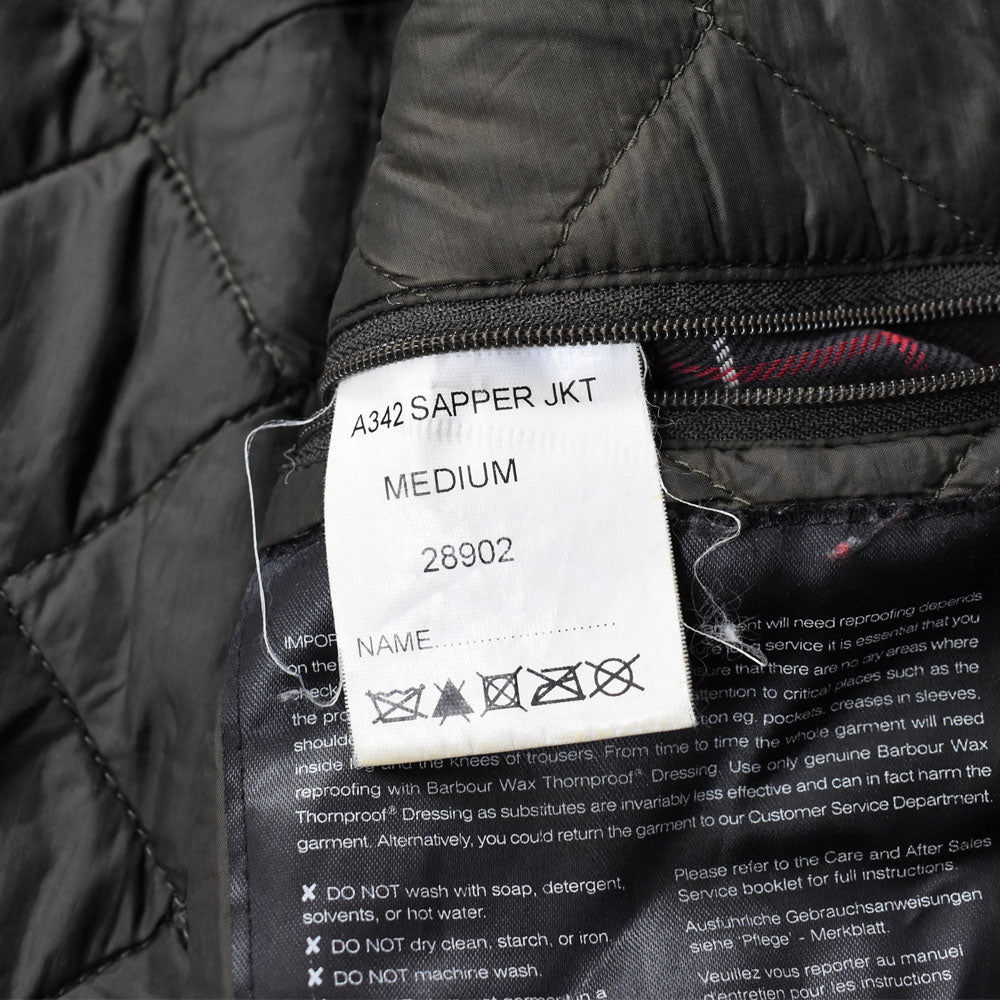 A342 SAPPER JKT
MEDIUM
28902
NAME.....................
will need reproofing depends
service it is essential that you
on the that there are no dry areas where
check attention to critical places such as the
the eg. pockets, creases in sleeves,
inside and the knees of trousers. From time to time the whole garment will need
reproofing with Barbour Wax Thornproof® Dressing. Use only genuine Barbour Wax
Thornproof® Dressing as substitutes are invariably less effective and can in fact harm the
garment. Alternatively, you could return the garment to our Customer Service Department.
✘ DO NOT wash with soap, detergent,
solvents, or hot water.
✘ DO NOT dry clean, starch, or iron.
✘ DO NOT machine wash.
garment in a
Please refer to the Care and After Sales
Service booklet for full instructions.
Ausführliche Gebrauchsanweisungen
siehe 'Pflege' - Merkblatt.
Veuillez vous reporter au manuel
d'entretien pour les instructions